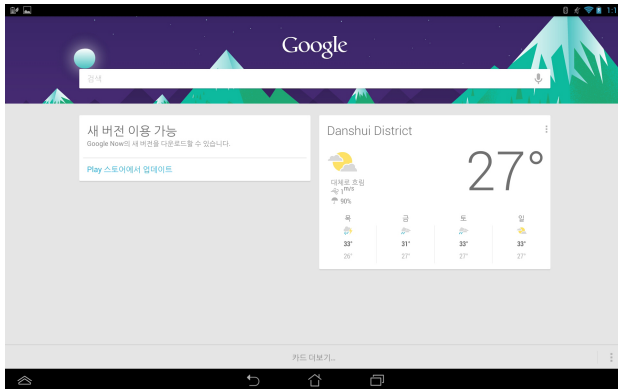 1:1
Google
검색
새 버전 이용 가능
Google Now의 새 버전을 다운로드할 수 있습니다.
Play 스토어에서 업데이트
Danshui District
27°
대체로 흐림
1m/s
90%
목 금 토 일
33° 31° 33° 33°
26° 27° 27° 27°
카드 더보기...